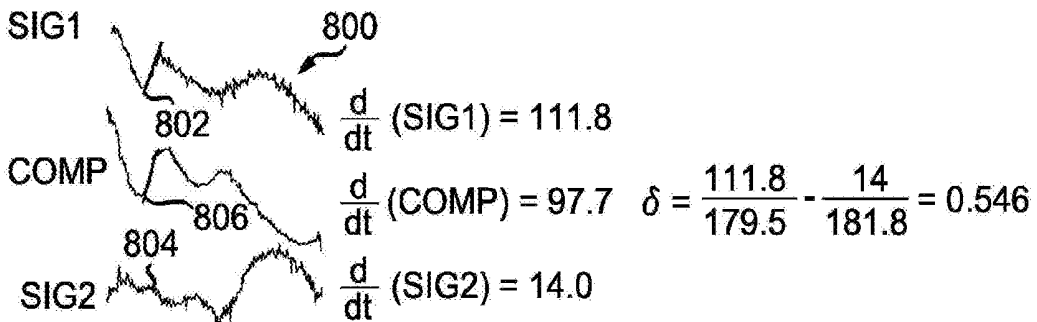 SIG1
800
802
d/dt (SIG1) = 111.8
COMP
806
d/dt (COMP) = 97.7 δ = 111.8/179.5 - 14/181.8 = 0.546
804
SIG2
d/dt (SIG2) = 14.0